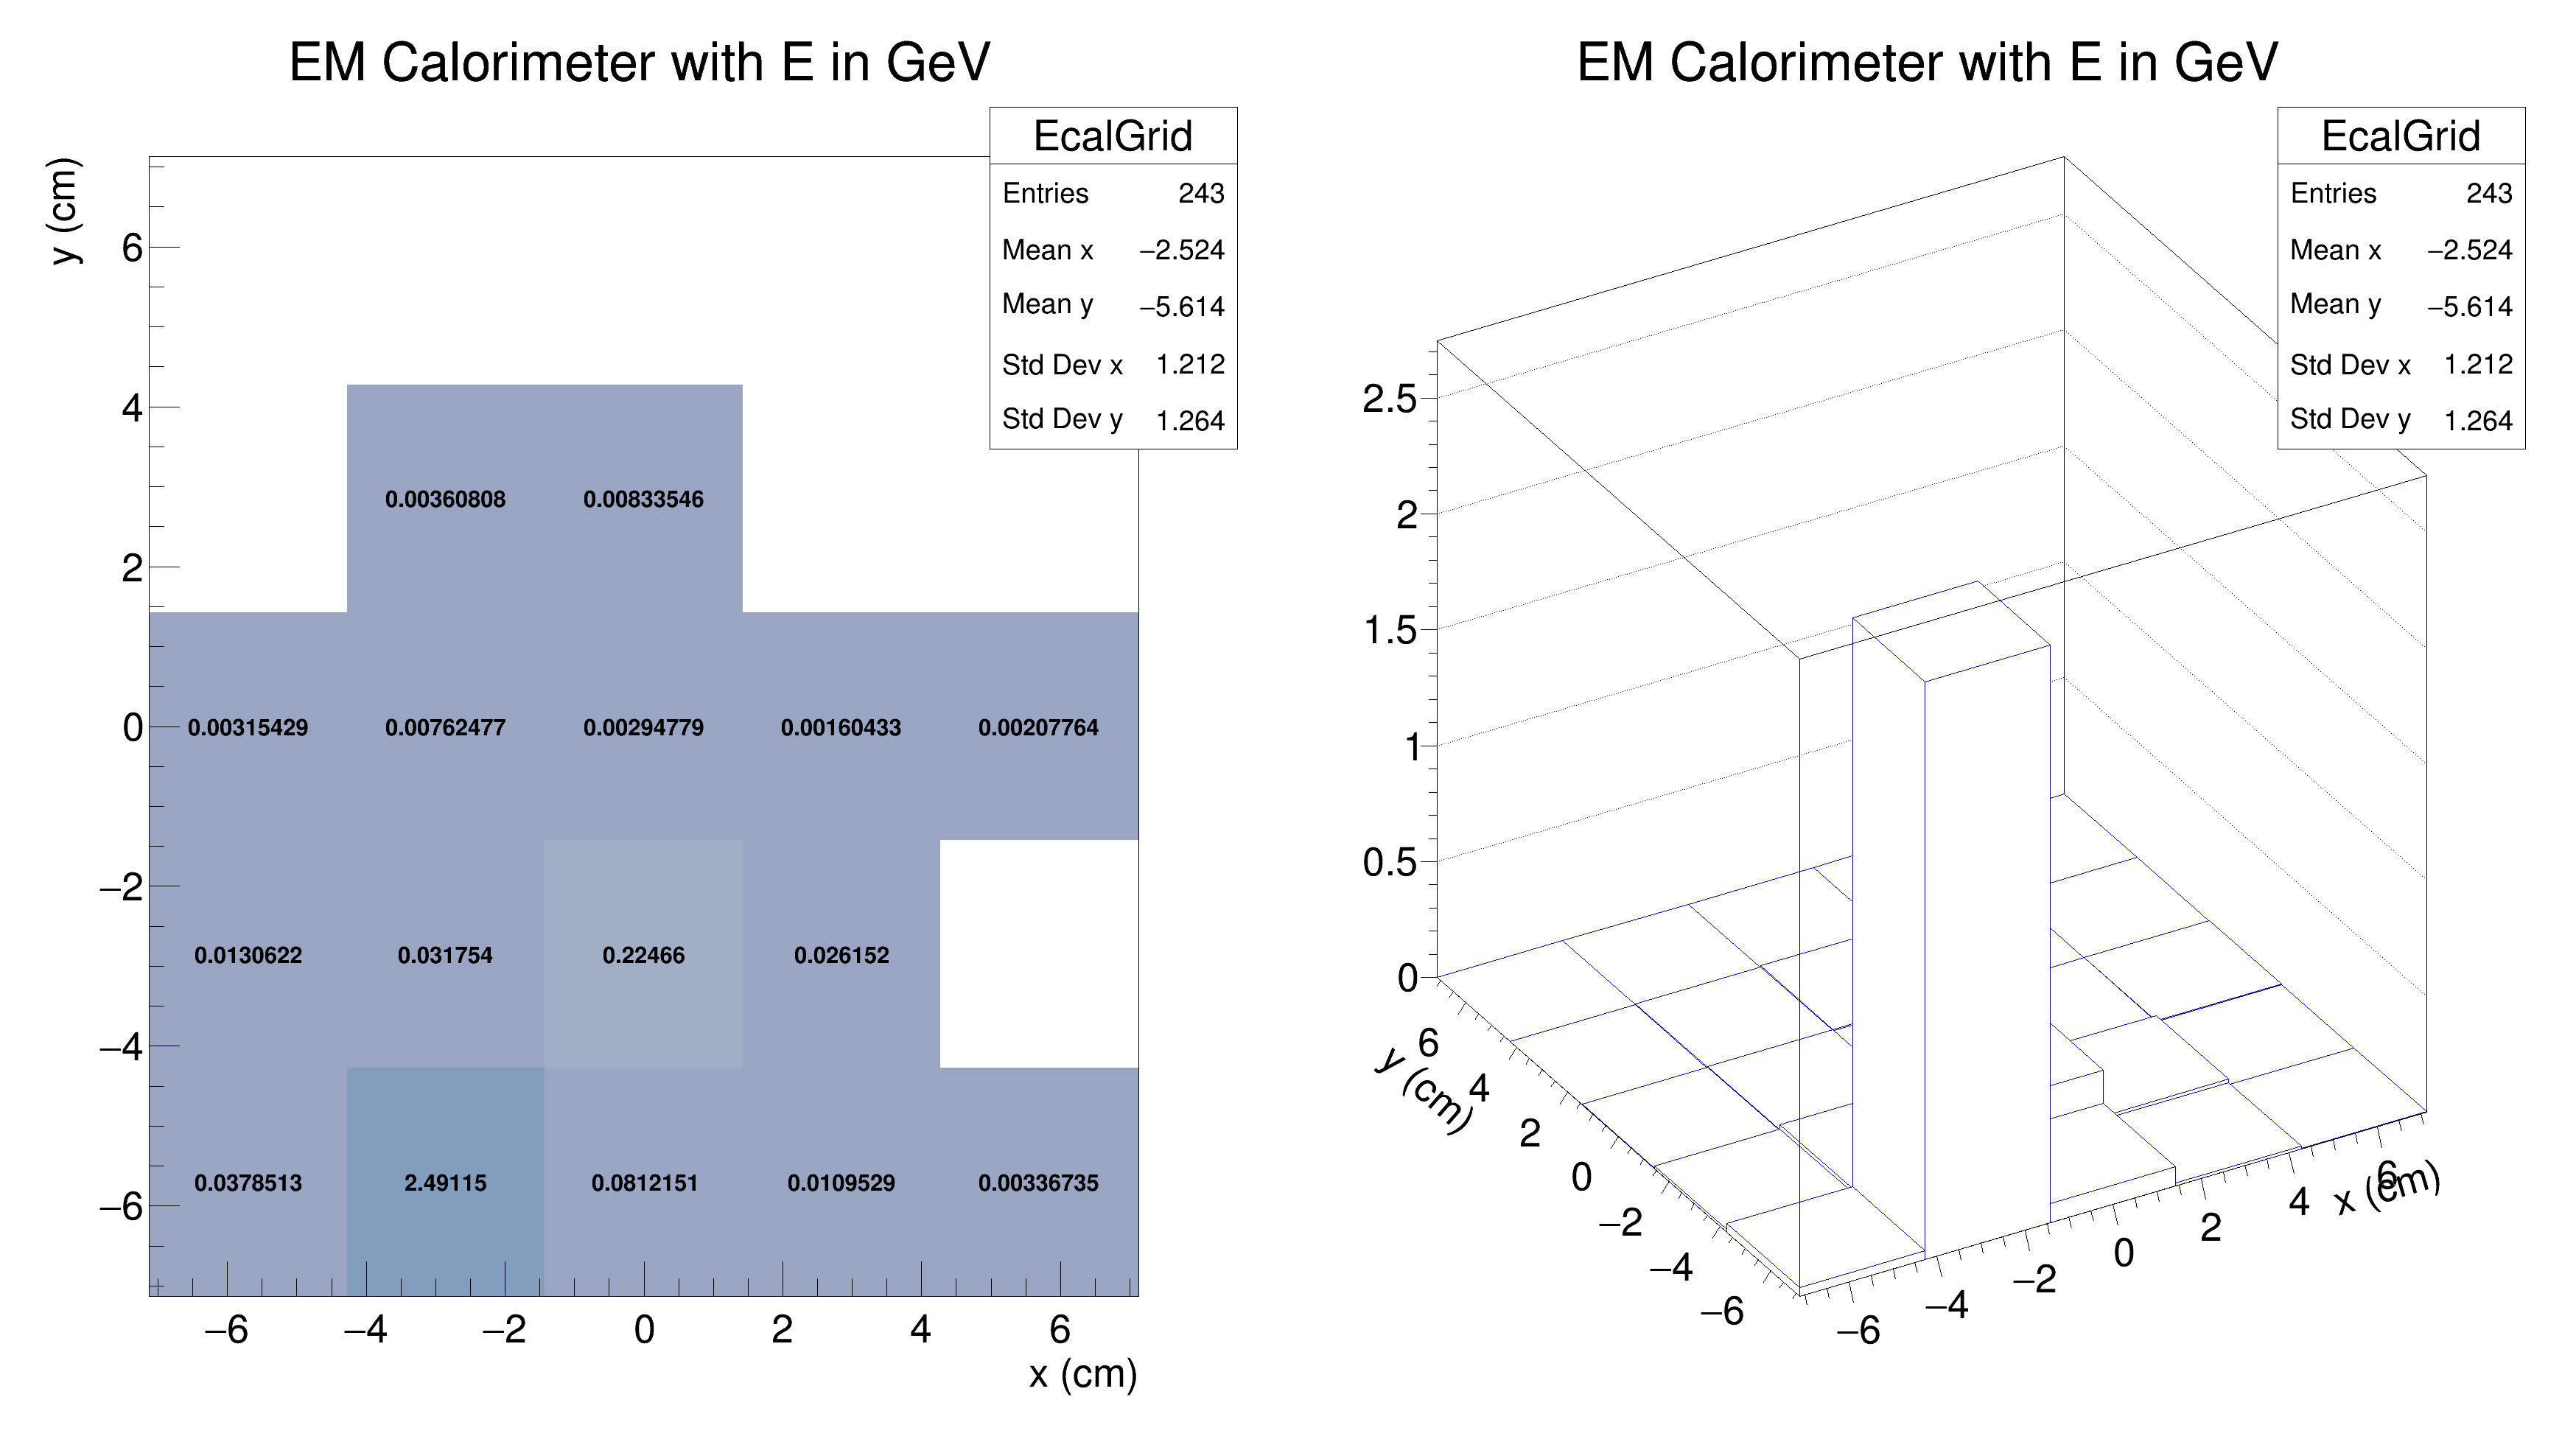 EM Calorimeter with E in GeV
EcalGrid
Entries 243
Mean x −2.524
Mean y −5.614
Std Dev x 1.212
Std Dev y 1.264
y (cm)
6
4
2
0
−2
−4
−6
0.00360808 0.00833546
0.00315429 0.00762477 0.00294779 0.00160433 0.00207764
0.0130622 0.031754 0.22466 0.026152
0.0378513 2.49115 0.0812151 0.0109529 0.00336735
−6 −4 −2 0 2 4 6
x (cm)
EM Calorimeter with E in GeV
EcalGrid
Entries 243
Mean x −2.524
Mean y −5.614
Std Dev x 1.212
Std Dev y 1.264
2.5
2
1.5
1
0.5
0
y (cm)
6
4
2
0
−2
−4
−6
−6 −4 −2 0 2 4 6
x (cm)